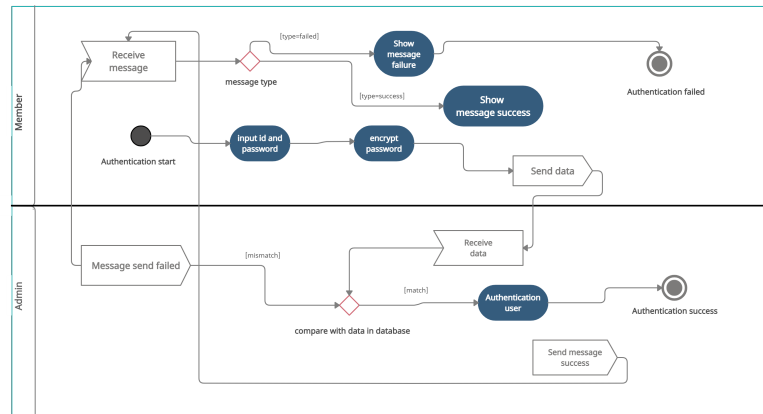 Member
Receive
message
message type
[type=failed]
Show
message
failure
Authentication failed
[type=success]
Show
message success
Authentication start
input id and
password
encrypt
password
Send data
Admin
Message send failed
[mismatch]
Receive
data
compare with data in database
[match]
Authentication
user
Authentication success
Send message
success